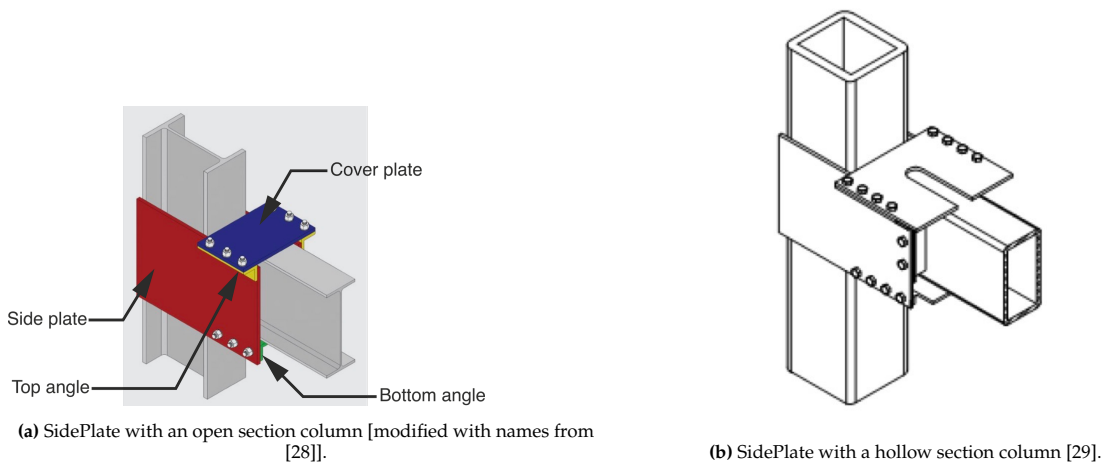 Cover plate
Side plate
Top angle
Bottom angle
(a) SidePlate with an open section column [modified with names from
[28]].
(b) SidePlate with a hollow section column [29].